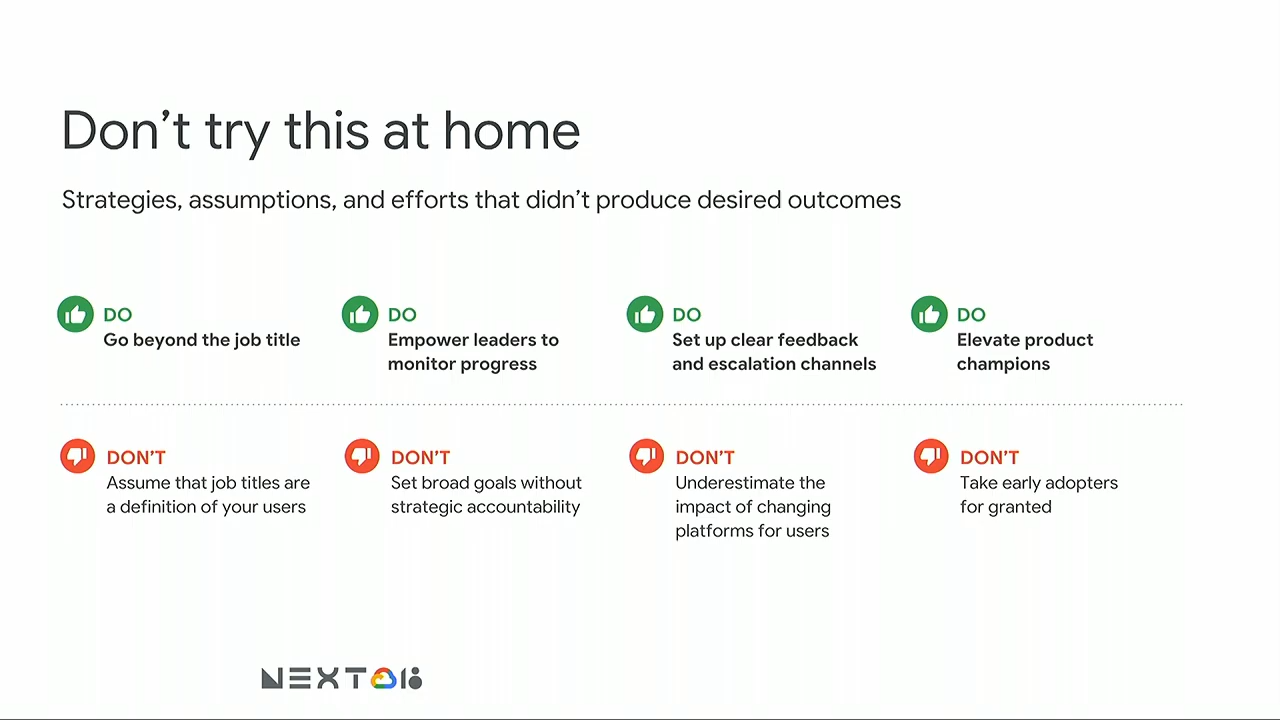 Don’t try this at home
Strategies, assumptions, and efforts that didn’t produce desired outcomes
DO
Go beyond the job title
DO
Empower leaders to
monitor progress
DO
Set up clear feedback
and escalation channels
DO
Elevate product
champions
DON’T
Assume that job titles are
a definition of your users
DON’T
Set broad goals without
strategic accountability
DON’T
Underestimate the
impact of changing
platforms for users
DON’T
Take early adopters
for granted
NEXT 18